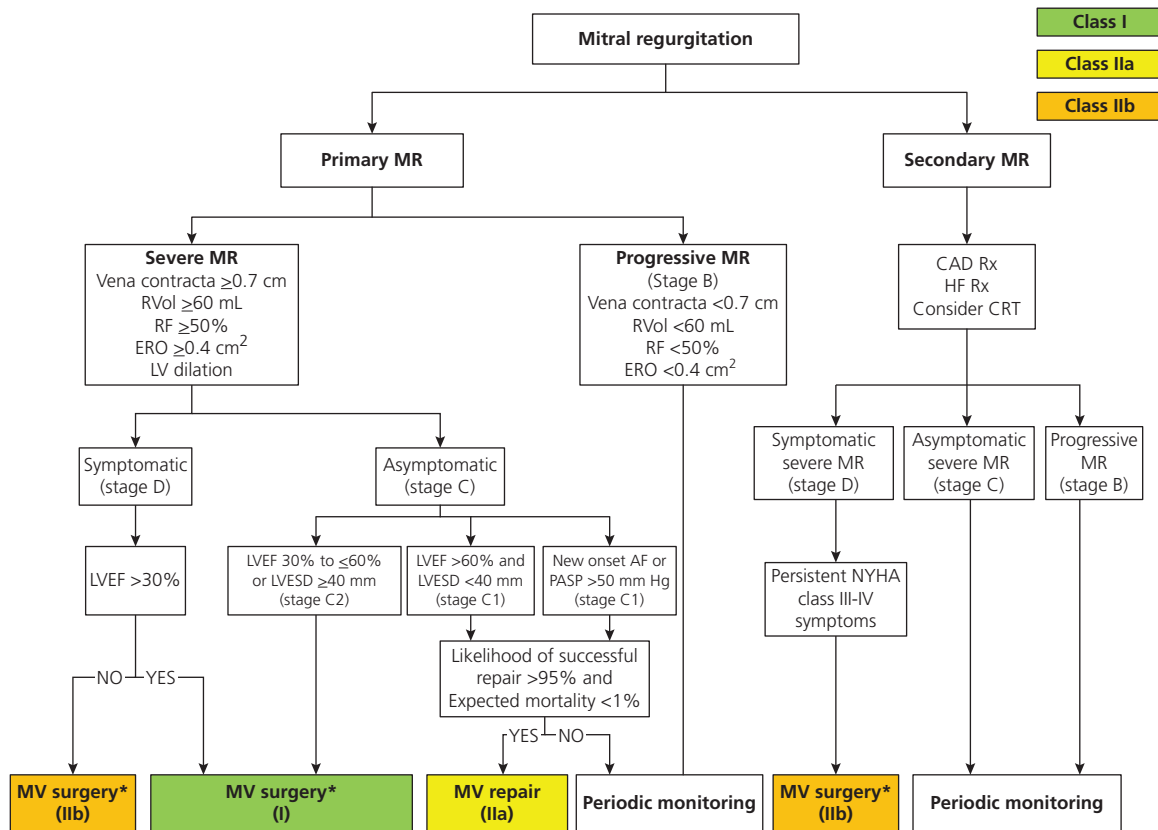 Mitral regurgitation
Class I
Class IIa
Class IIb
Primary MR
Secondary MR
Severe MR
Vena contracta ≥0.7 cm
RVol ≥60 mL
RF ≥50%
ERO ≥0.4 cm²
LV dilation
Progressive MR
(Stage B)
Vena contracta <0.7 cm
RVol <60 mL
RF <50%
ERO <0.4 cm²
CAD Rx
HF Rx
Consider CRT
Symptomatic
(stage D)
Asymptomatic
(stage C)
Symptomatic
severe MR
(stage D)
Asymptomatic
severe MR
(stage C)
Progressive
MR
(stage B)
LVEF >30%
LVEF 30% to ≤60%
or LVESD ≥40 mm
(stage C2)
LVEF >60% and
LVESD <40 mm
(stage C1)
New onset AF or
PASP >50 mm Hg
(stage C1)
Persistent NYHA
class III-IV
symptoms
Likelihood of successful
repair >95% and
Expected mortality <1%
NO
YES
YES
NO
MV surgery*
(IIb)
MV surgery*
(I)
MV repair
(IIa)
Periodic monitoring
MV surgery*
(IIb)
Periodic monitoring